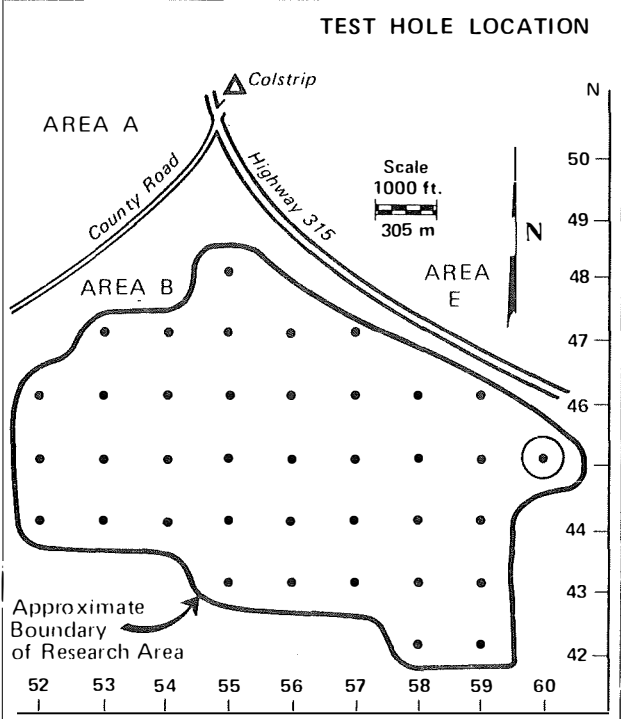 TEST HOLE LOCATION
Colstrip
N
AREA A
County Road
Highway 315
Scale
1000 ft.
305 m
N
AREA B
AREA
E
50
49
48
47
46
45
44
43
42
Approximate
Boundary
of Research Area
52 53 54 55 56 57 58 59 60